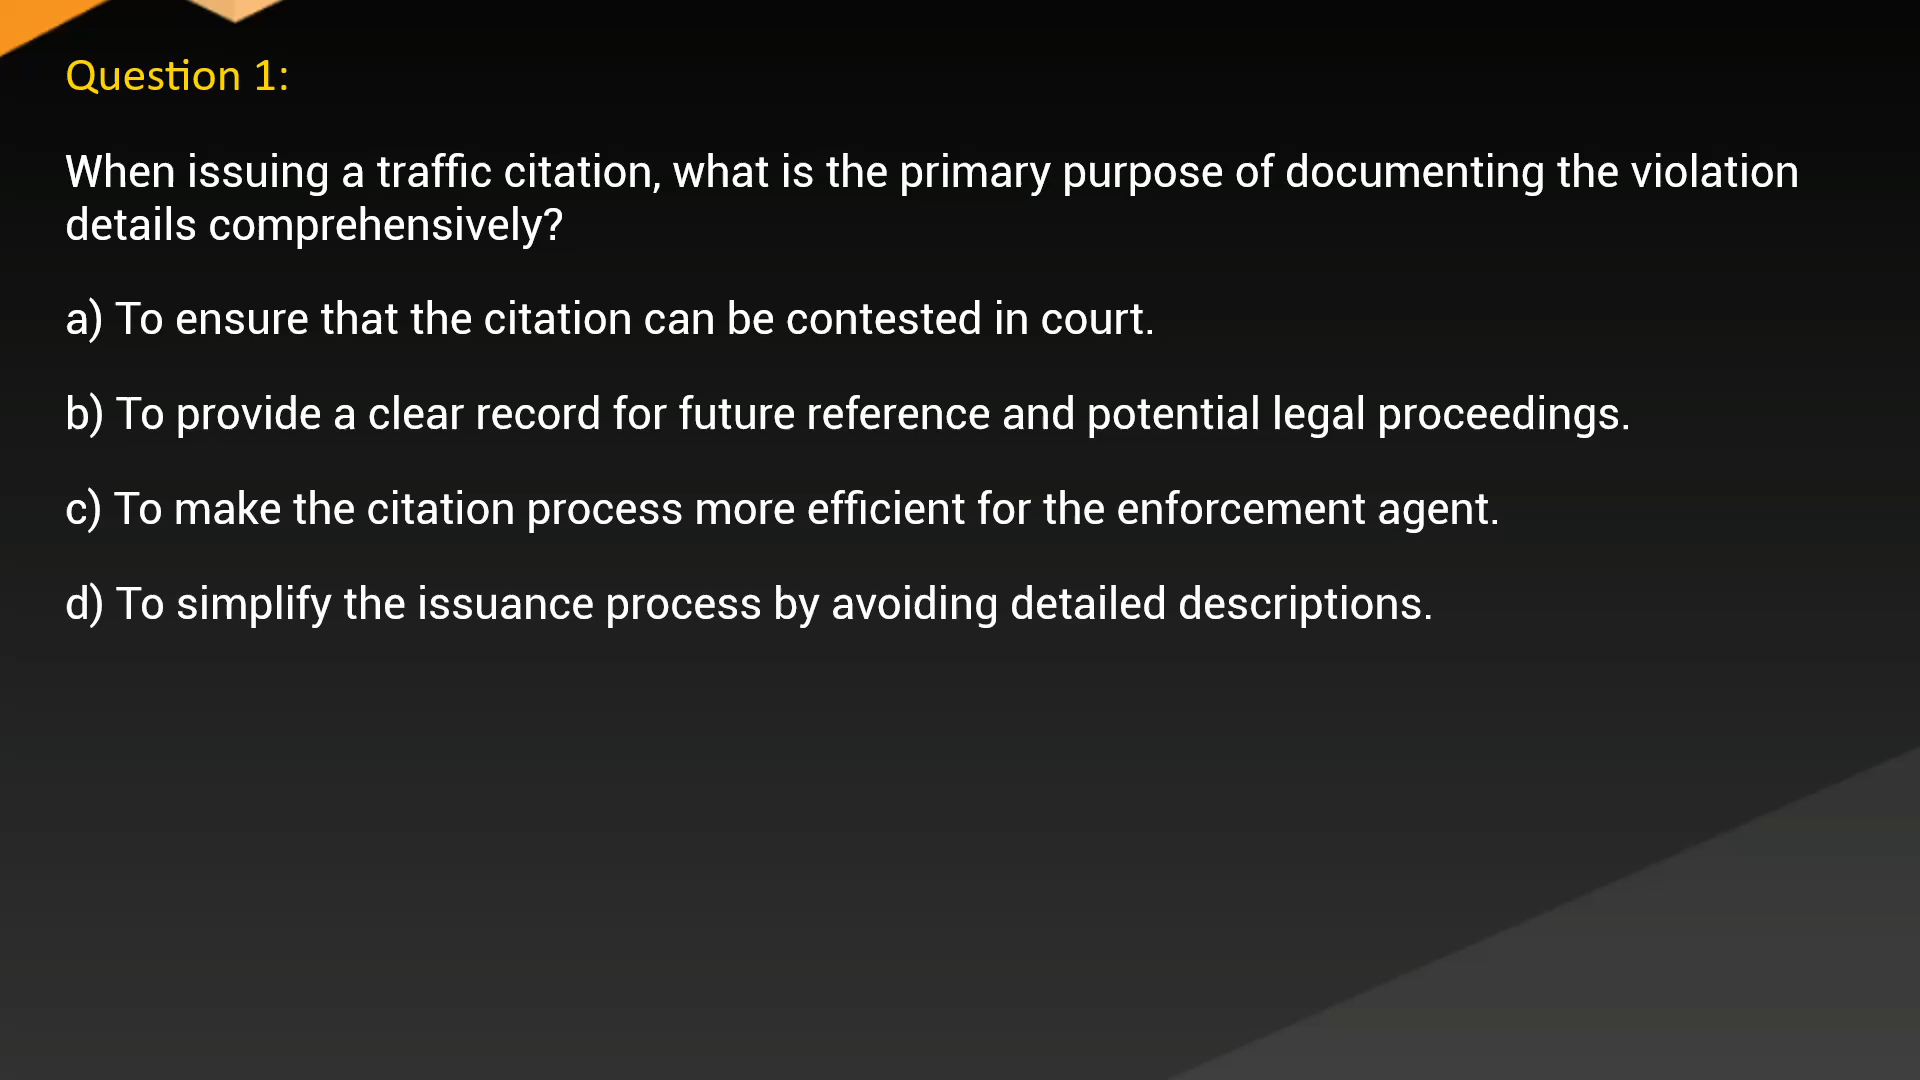 Question 1:
When issuing a traffic citation, what is the primary purpose of documenting the violation
details comprehensively?
a) To ensure that the citation can be contested in court.
b) To provide a clear record for future reference and potential legal proceedings.
c) To make the citation process more efficient for the enforcement agent.
d) To simplify the issuance process by avoiding detailed descriptions.